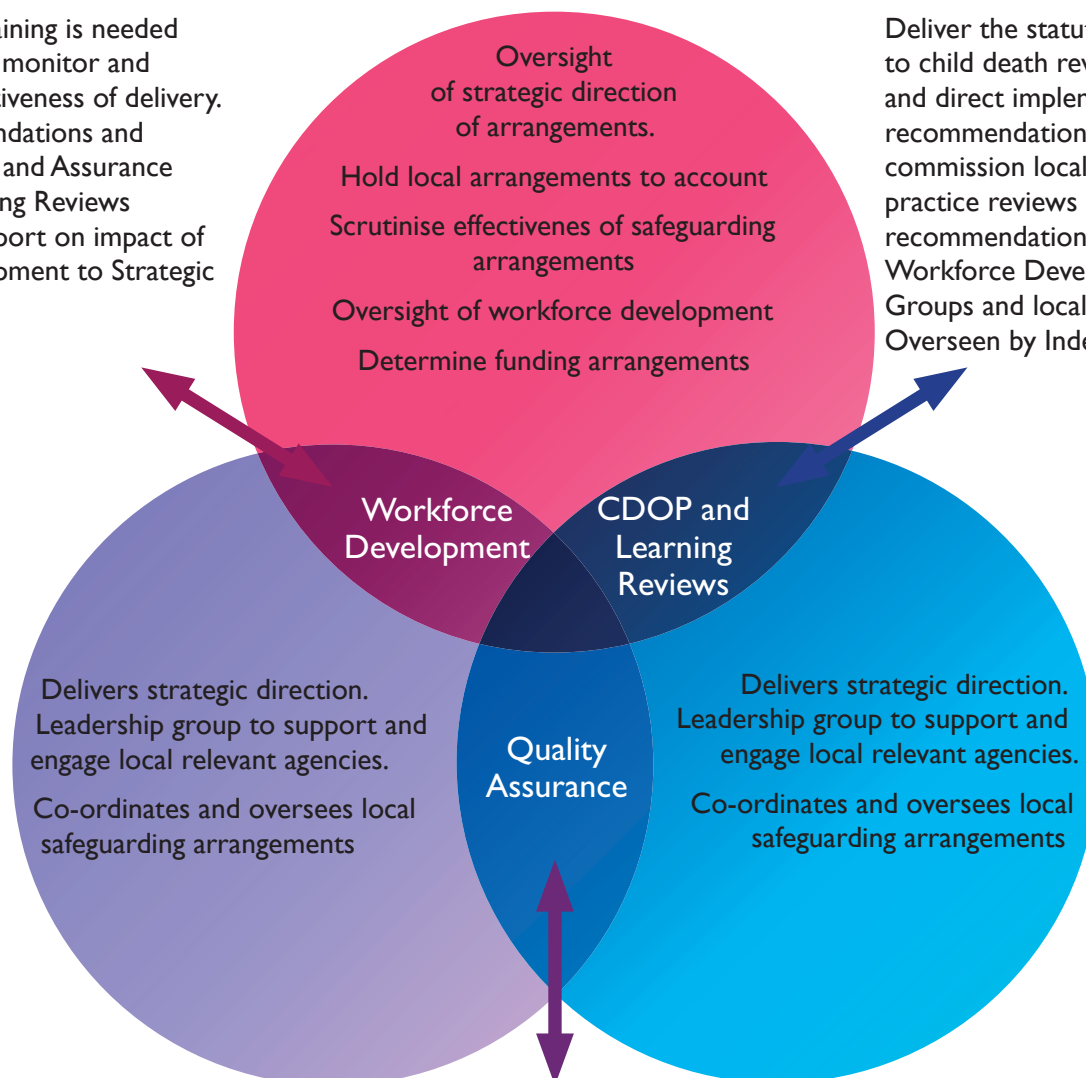 aining is needed
monitor and
tiveness of delivery.
ndations and
and Assurance
ng Reviews
port on impact of
pment to Strategic
Oversight
of strategic direction
of arrangements.
Hold local arrangements to account
Scrutinise effectivenes of safeguarding
arrangements
Oversight of workforce development
Determine funding arrangements
Deliver the statut
to child death rev
and direct implem
recommendation
commission local
practice reviews
recommendation
Workforce Deve
Groups and local
Overseen by Inde
Workforce
Development
CDOP and
Learning
Reviews
Delivers strategic direction.
Leadership group to support and
engage local relevant agencies.
Co-ordinates and oversees local
safeguarding arrangements
Quality
Assurance
Delivers strategic direction.
Leadership group to support and
engage local relevant agencies.
Co-ordinates and oversees local
safeguarding arrangements